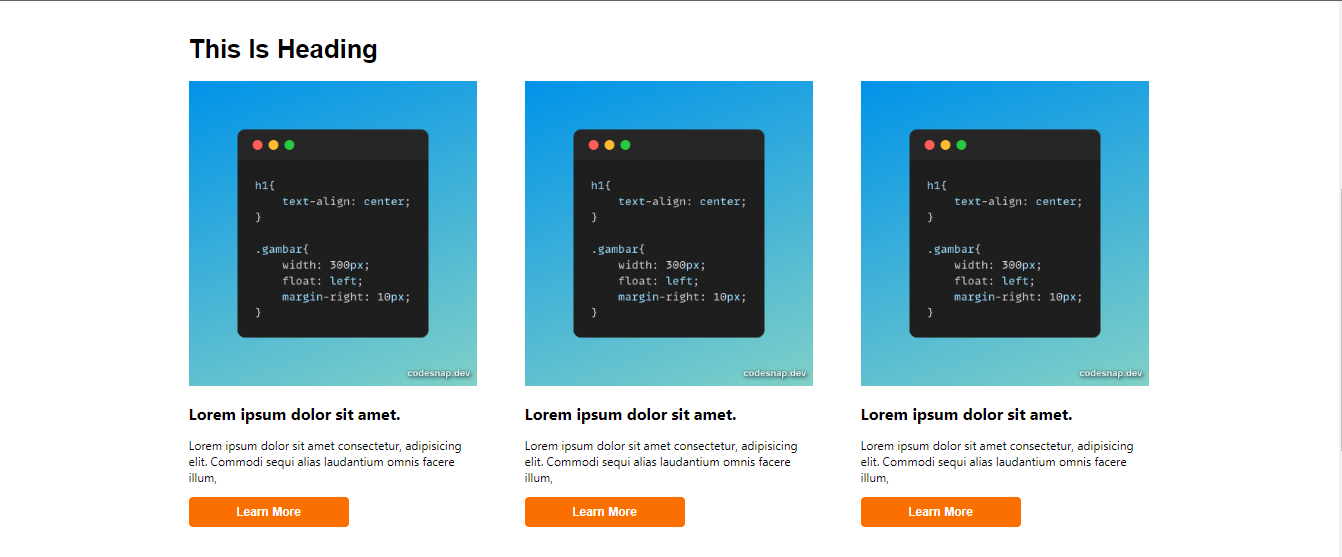 This Is Heading
h1{
    text-align: center;
}
.gambar{
    width: 300px;
    float: left;
    margin-right: 10px;
}
codesnap.dev
Lorem ipsum dolor sit amet.
Lorem ipsum dolor sit amet consectetur, adipisicing
elit. Commodi sequi alias laudantium omnis facere
illum,
Learn More
h1{
    text-align: center;
}
.gambar{
    width: 300px;
    float: left;
    margin-right: 10px;
}
codesnap.dev
Lorem ipsum dolor sit amet.
Lorem ipsum dolor sit amet consectetur, adipisicing
elit. Commodi sequi alias laudantium omnis facere
illum,
Learn More
h1{
    text-align: center;
}
.gambar{
    width: 300px;
    float: left;
    margin-right: 10px;
}
codesnap.dev
Lorem ipsum dolor sit amet.
Lorem ipsum dolor sit amet consectetur, adipisicing
elit. Commodi sequi alias laudantium omnis facere
illum,
Learn More